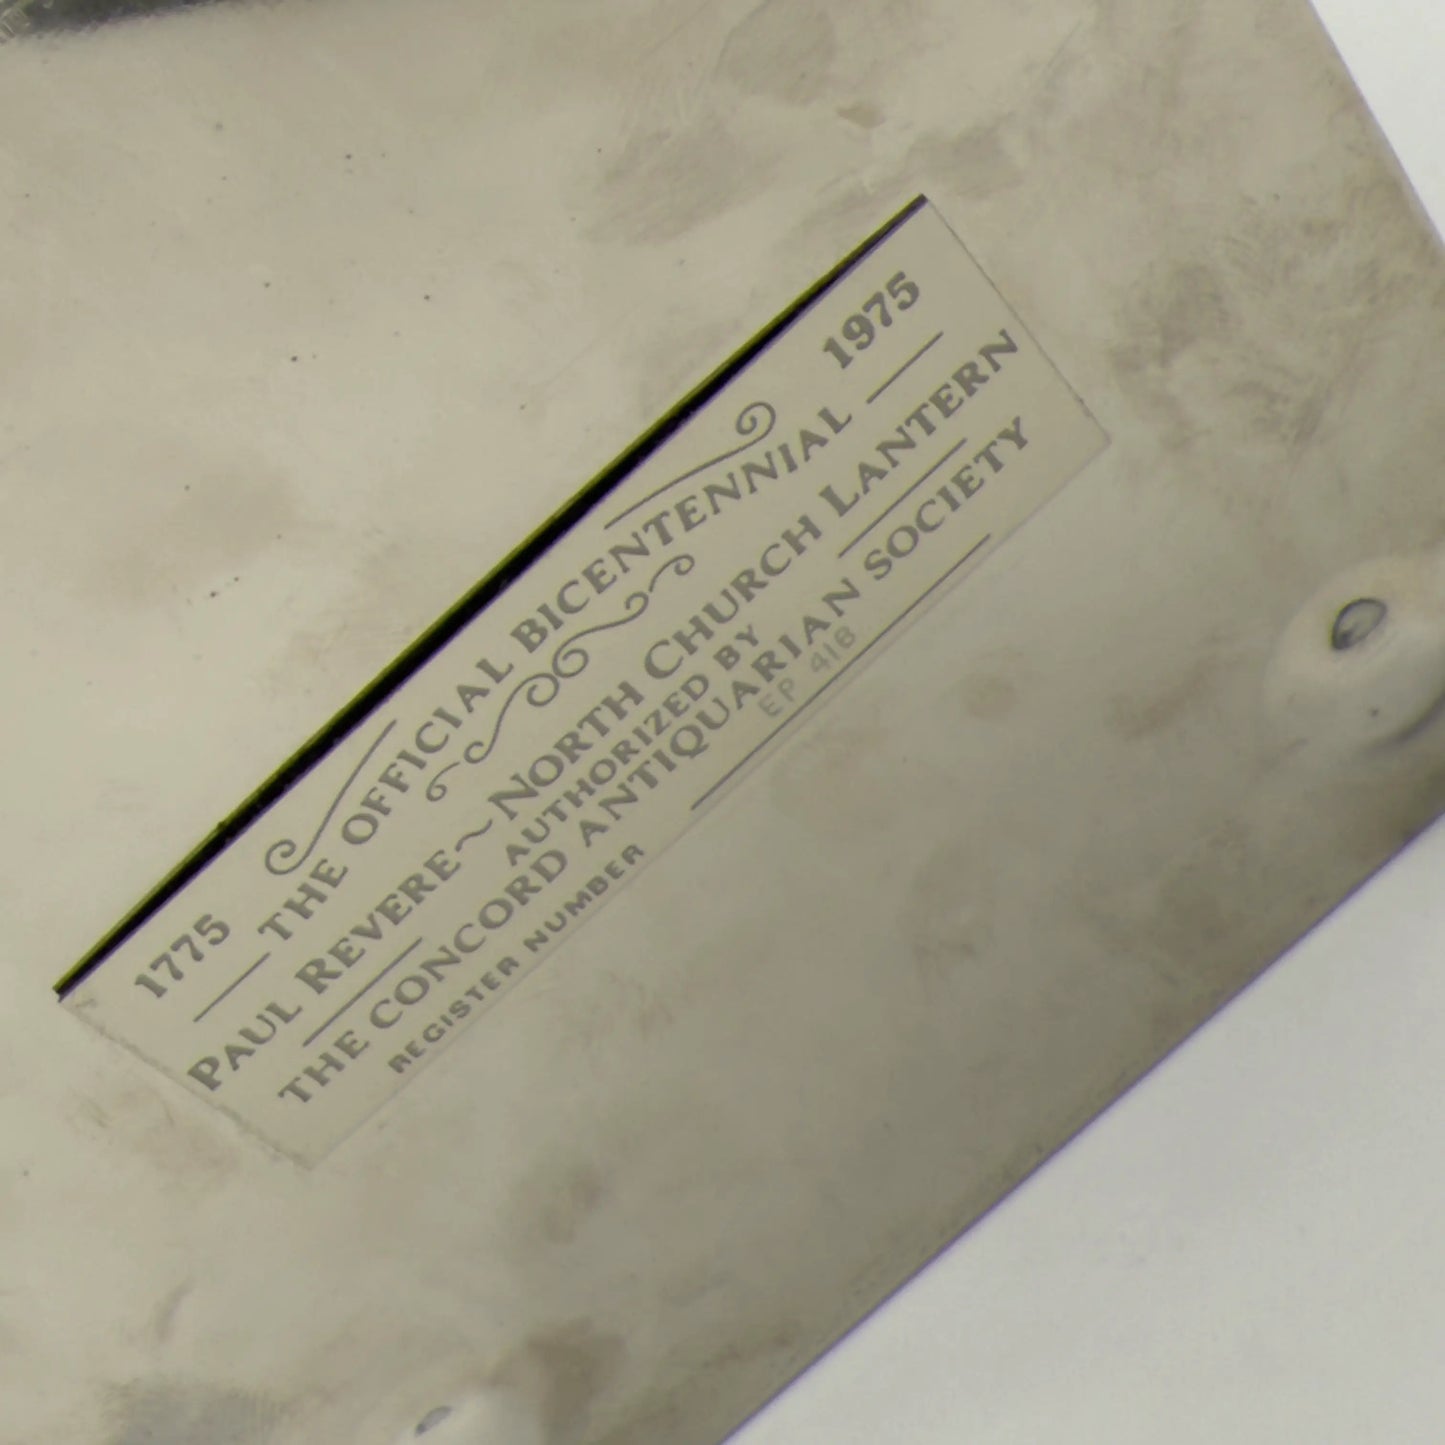 1775 1975
THE OFFICIAL BICENTENNIAL
PAUL REVERE~NORTH CHURCH LANTERN
AUTHORIZED BY
THE CONCORD ANTIQUARIAN SOCIETY
REGISTER NUMBER EP 418